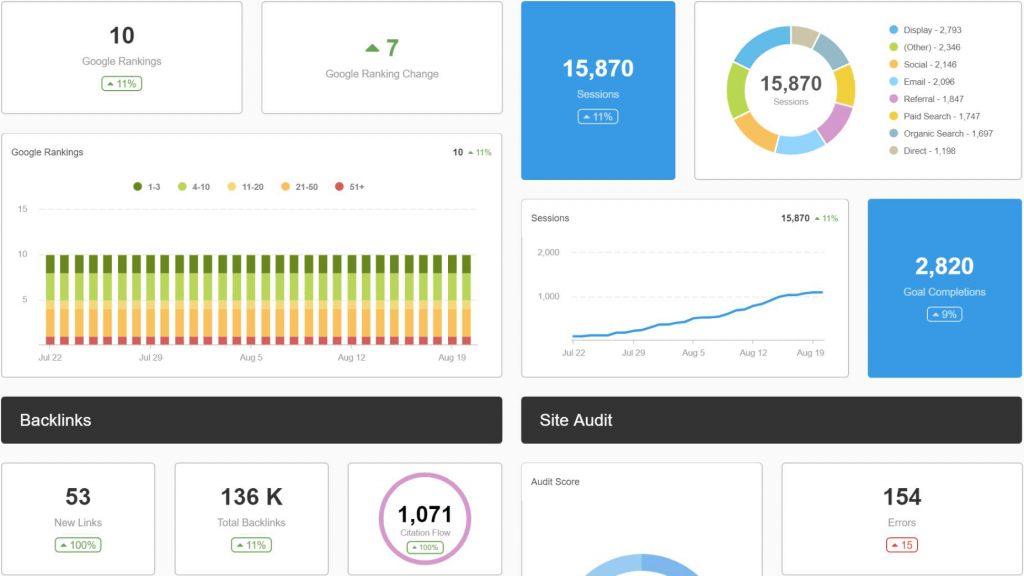 10
Google Rankings
11%
7
Google Ranking Change
15,870
Sessions
11%
15,870
Sessions
Display - 2,793
(Other) - 2,346
Social - 2,146
Email - 2,096
Referral - 1,847
Paid Search - 1,747
Organic Search - 1,697
Direct - 1,198
Google Rankings
10 11%
1-3 4-10 11-20 21-50 51+
15
10
5
Jul 22 Jul 29 Aug 5 Aug 12 Aug 19
Sessions
15,870 11%
2,000
1,000
Jul 22 Jul 29 Aug 5 Aug 12 Aug 19
2,820
Goal Completions
9%
Backlinks
53
New Links
100%
136 K
Total Backlinks
11%
1,071
Citation Flow
100%
Site Audit
Audit Score
154
Errors
15